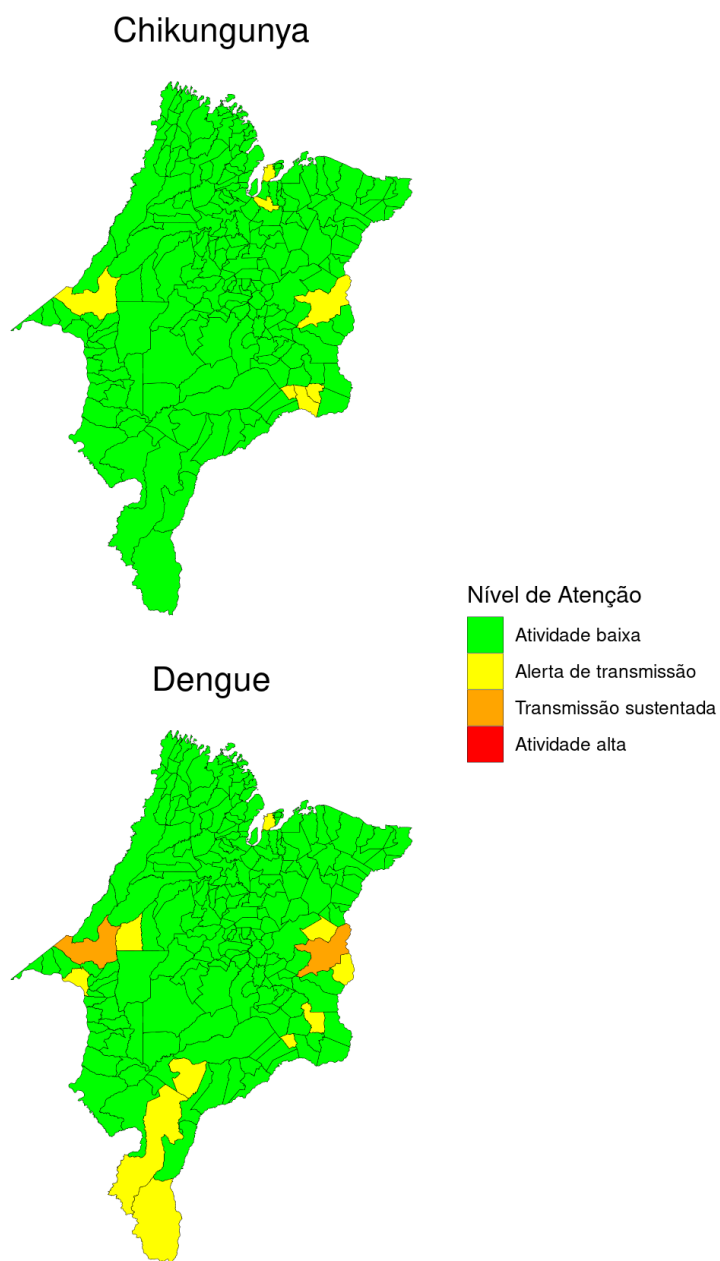 Chikungunya
Nível de Atenção
Atividade baixa
Alerta de transmissão
Transmissão sustentada
Atividade alta
Dengue